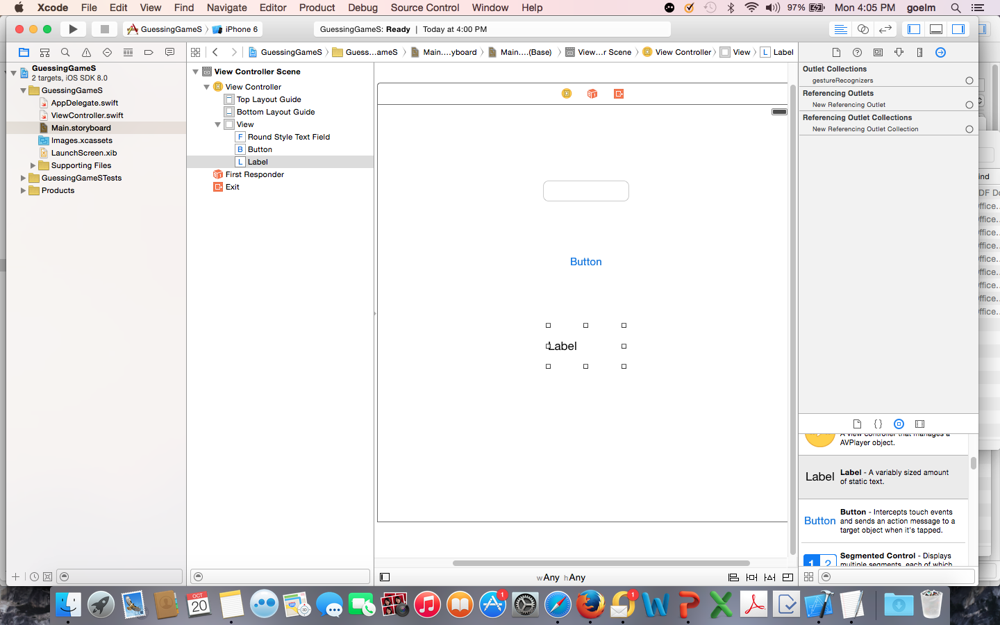 Xcode File Edit View Find Navigate Editor Product Debug Source Control Window Help 97% Mon 4:05 PM goelm
GuessingGameS iPhone 6
GuessingGameS: Ready | Today at 4:00 PM
GuessingGameS Guess...ameS Main....yboard Main....(Base) View...r Scene View Controller View L Label
GuessingGameS
2 targets, iOS SDK 8.0
GuessingGameS
AppDelegate.swift
ViewController.swift
Main.storyboard
Images.xcassets
LaunchScreen.xib
Supporting Files
GuessingGameSTests
Products
View Controller Scene
View Controller
Top Layout Guide
Bottom Layout Guide
View
F Round Style Text Field
B Button
L Label
First Responder
Exit
Button
Label
wAny hAny
Outlet Collections
gestureRecognizers
Referencing Outlets
New Referencing Outlet
Referencing Outlet Collections
New Referencing Outlet Collection
A view controller that manages a
AVPlayer object.
Label
Label - A variably sized amount
of static text.
Button
Button - Intercepts touch events
and sends an action message to a
target object when it's tapped.
1 2
Segmented Control - Displays
multiple segments, each of which
ind
DF Do
ffice..
ffice..
ffice..
ffice..
ffice..
ffice..
ffice..
ffice..
ffice..
OCT
20
1
1